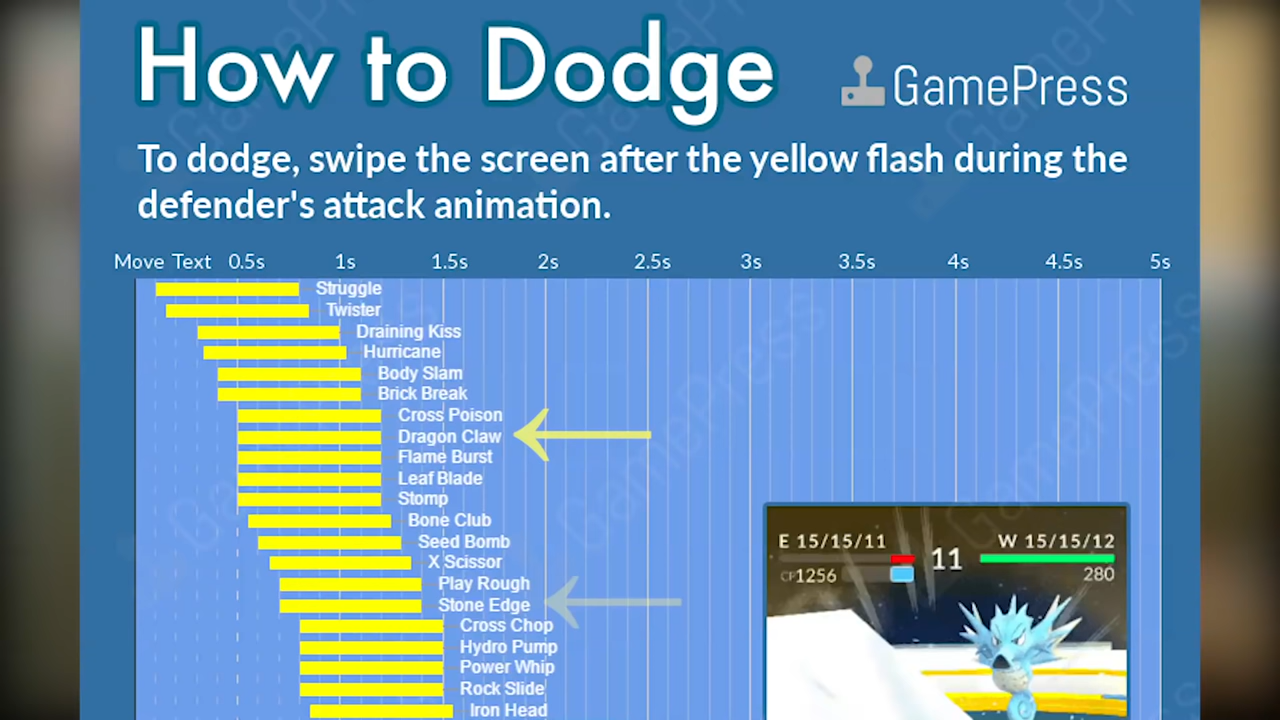 How to Dodge
GamePress
To dodge, swipe the screen after the yellow flash during the
defender's attack animation.
Move Text 0.5s 1s 1.5s 2s 2.5s 3s 3.5s 4s 4.5s 5s
Struggle
Twister
Draining Kiss
Hurricane
Body Slam
Brick Break
Cross Poison
Dragon Claw
Flame Burst
Leaf Blade
Stomp
Bone Club
Seed Bomb
X Scissor
Play Rough
Stone Edge
Cross Chop
Hydro Pump
Power Whip
Rock Slide
Iron Head
E 15/15/11 11 W 15/15/12
CP1256 280